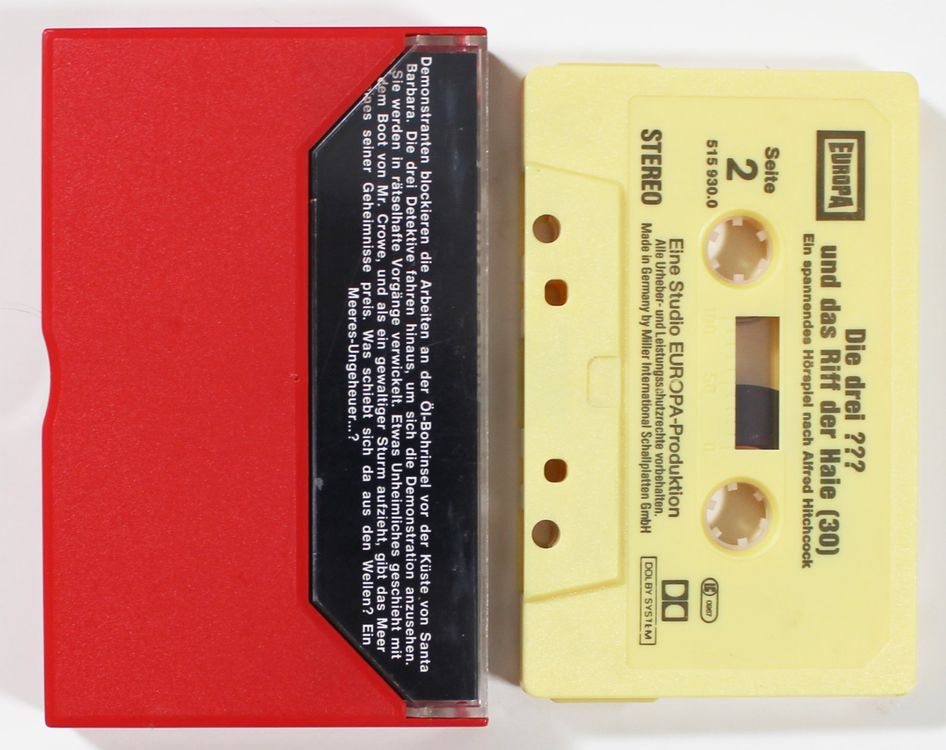 Demonstranten blockieren die Arbeiten an der Öl-Bohrinsel vor der Küste von Santa
Barbara. Die drei Detektive fahren hinaus, um sich die Demonstration anzusehen.
Sie werden in rätselhafte Vorgänge verwickelt. Etwas Unheimliches geschieht mit
dem Boot von Mr. Crowe, und als ein gewaltiger Sturm aufzieht, gibt das Meer
seiner Geheimnisse preis. Was schiebt sich da aus den Wellen? Ein
Meeres-Ungeheuer...?
EUROPA
Die drei ???
und das Riff der Haie (30)
Ein spannendes Hörspiel nach Alfred Hitchcock
Seite
2
515 930.0
STEREO
Eine Studio EUROPA-Produktion
Alle Urheber- und Leistungsschutzrechte vorbehalten.
Made in Germany by Miller International Schallplatten GmbH
DOLBY SYSTEM